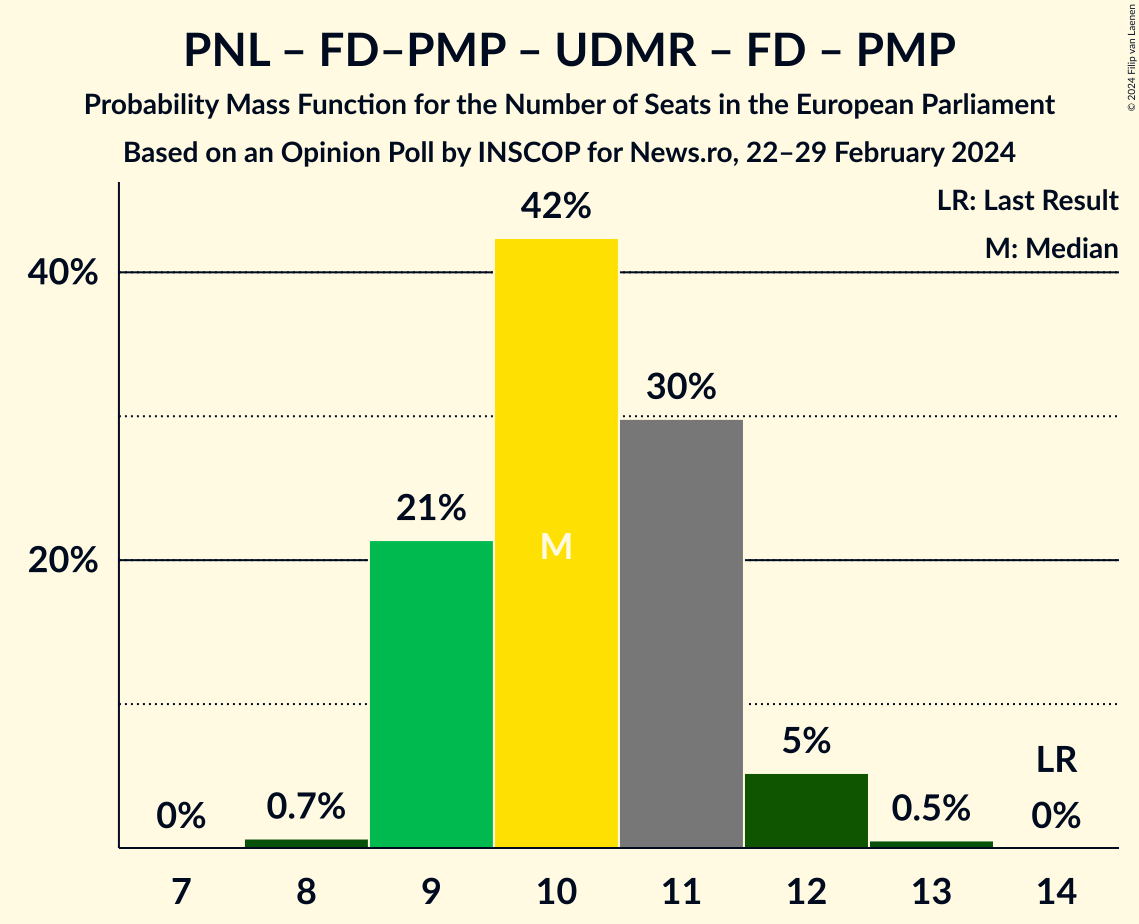 PNL – FD–PMP – UDMR – FD – PMP
Probability Mass Function for the Number of Seats in the European Parliament
Based on an Opinion Poll by INSCOP for News.ro, 22–29 February 2024
© 2024 Filip van Laenen
LR: Last Result
M: Median
42%
40%
30%
21%
M
20%
5%
LR
0%
0.7%
0.5%
0%
7 8 9 10 11 12 13 14